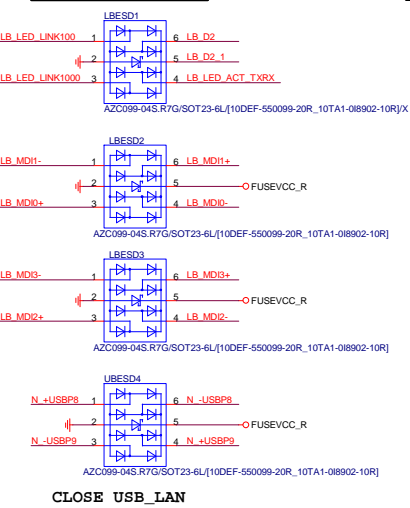 LBESD1
LB_LED_LINK100 1 6 LB_D2
2 5 LB_D2_1
LB_LED_LINK1000 3 4 LB_LED_ACT_TXRX
AZC099-04S.R7G/SOT23-6L/[10DEF-550099-20R_10TA1-0I8902-10R]/X
LBESD2
LB_MDI1- 1 6 LB_MDI1+
2 5 FUSEVCC_R
LB_MDI0+ 3 4 LB_MDI0-
AZC099-04S.R7G/SOT23-6L/[10DEF-550099-20R_10TA1-0I8902-10R]
LBESD3
LB_MDI3- 1 6 LB_MDI3+
2 5 FUSEVCC_R
LB_MDI2+ 3 4 LB_MDI2-
AZC099-04S.R7G/SOT23-6L/[10DEF-550099-20R_10TA1-0I8902-10R]
UBESD4
N_+USBP8 1 6 N_-USBP8
2 5 FUSEVCC_R
N_-USBP9 3 4 N_+USBP9
AZC099-04S.R7G/SOT23-6L/[10DEF-550099-20R_10TA1-0I8902-10R]
CLOSE USB_LAN